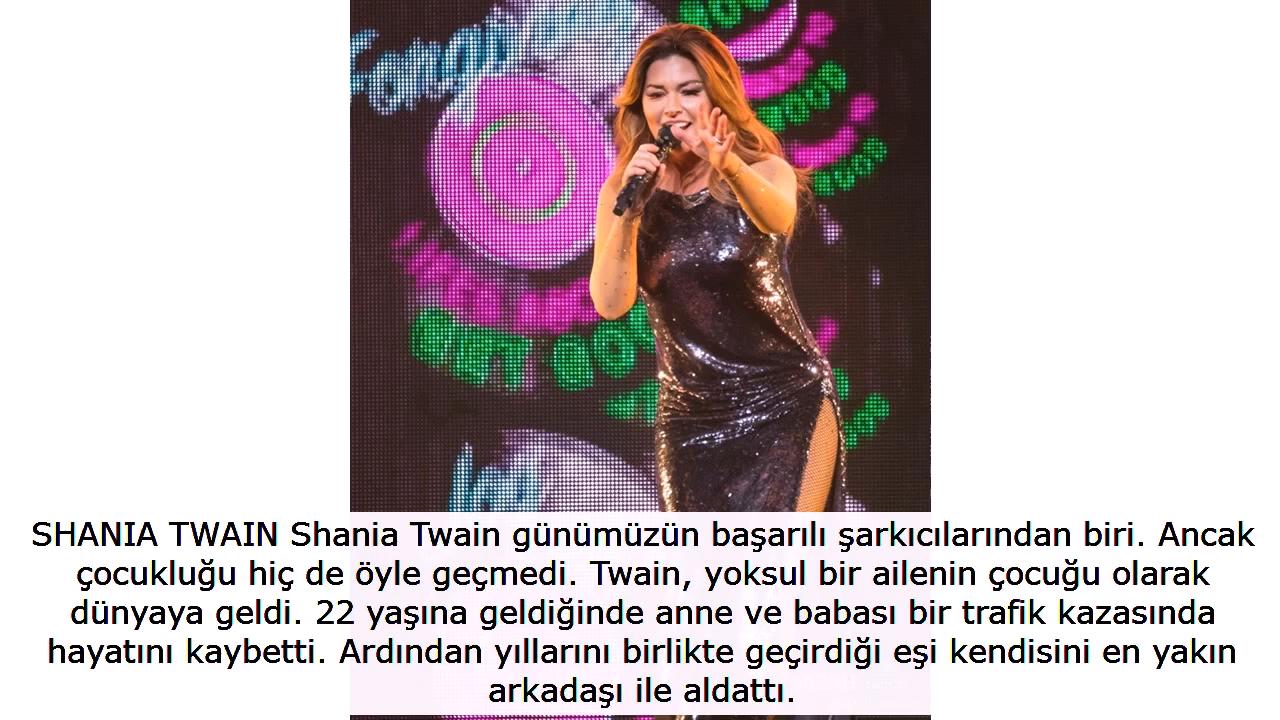 SHANIA TWAIN Shania Twain günümüzün başarılı şarkıcılarından biri. Ancak
çocukluğu hiç de öyle geçmedi. Twain, yoksul bir ailenin çocuğu olarak
dünyaya geldi. 22 yaşına geldiğinde anne ve babası bir trafik kazasında
hayatını kaybetti. Ardından yıllarını birlikte geçirdiği eşi kendisini en yakın
arkadaşı ile aldattı.